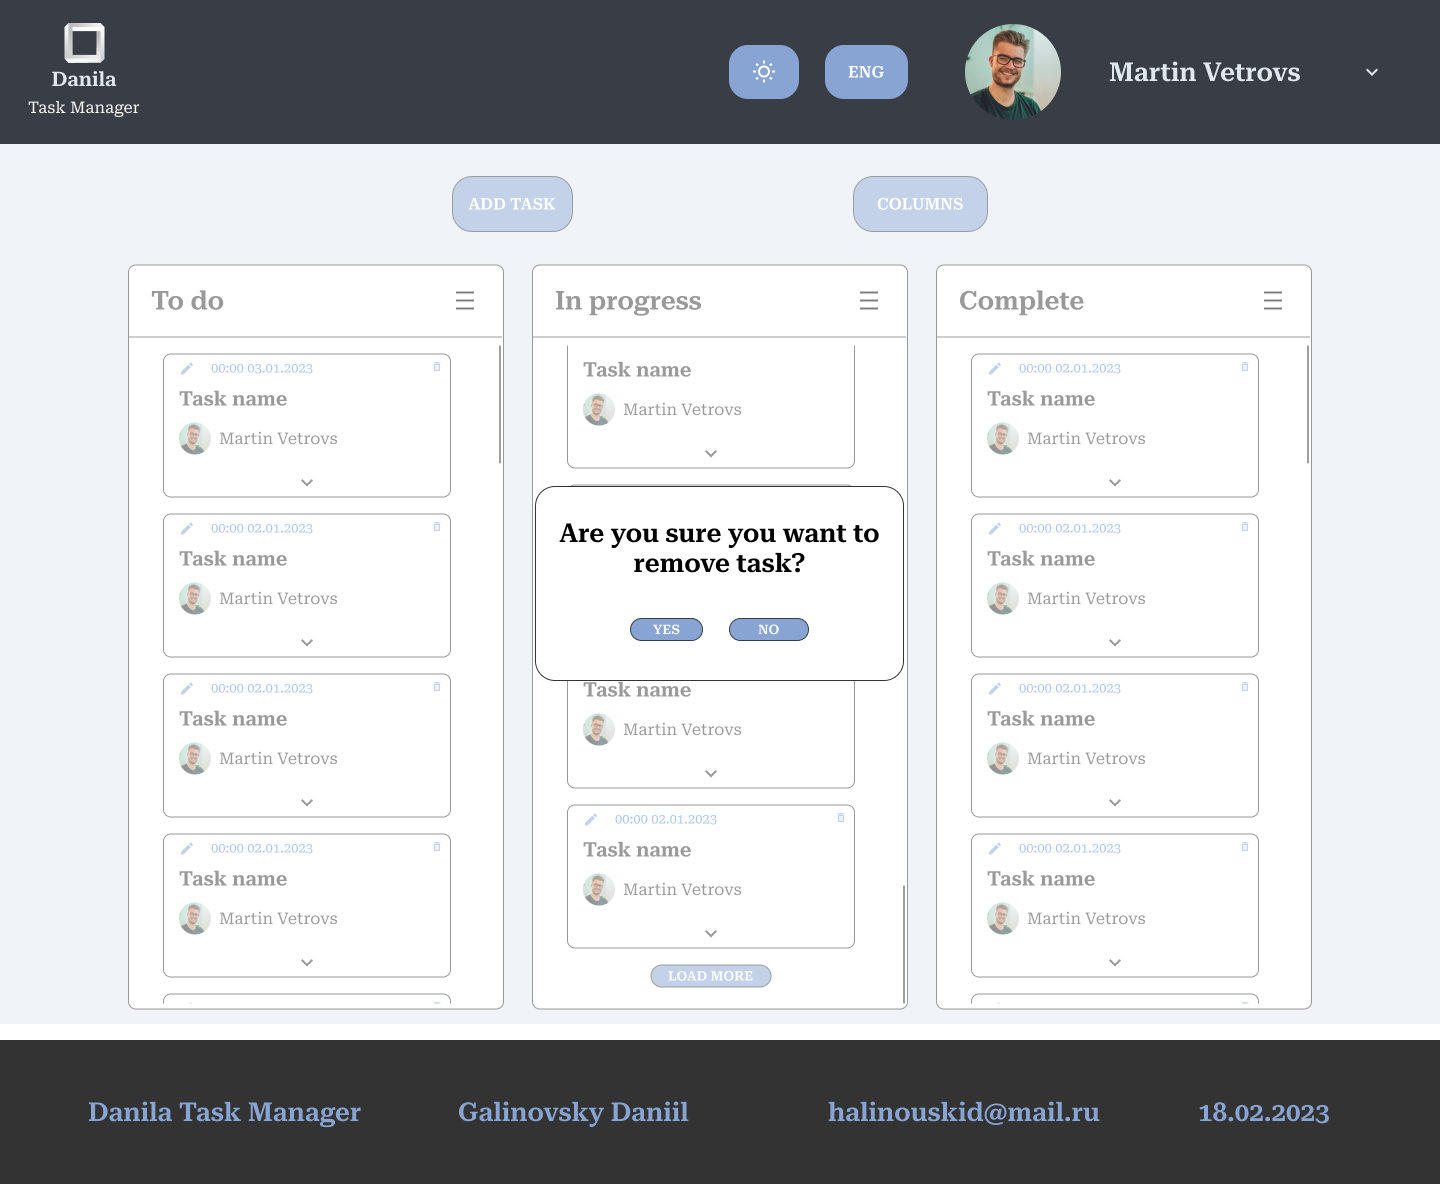 Danila
Task Manager
ENG
Martin Vetrovs
ADD TASK
COLUMNS
To do
00:00 03.01.2023
Task name
Martin Vetrovs
00:00 02.01.2023
Task name
Martin Vetrovs
00:00 02.01.2023
Task name
Martin Vetrovs
00:00 02.01.2023
Task name
Martin Vetrovs
In progress
Task name
Martin Vetrovs
Are you sure you want to
remove task?
YES
NO
Task name
Martin Vetrovs
00:00 02.01.2023
Task name
Martin Vetrovs
LOAD MORE
Complete
00:00 02.01.2023
Task name
Martin Vetrovs
00:00 02.01.2023
Task name
Martin Vetrovs
00:00 02.01.2023
Task name
Martin Vetrovs
00:00 02.01.2023
Task name
Martin Vetrovs
Danila Task Manager
Galinovsky Daniil
halinouskid@mail.ru
18.02.2023